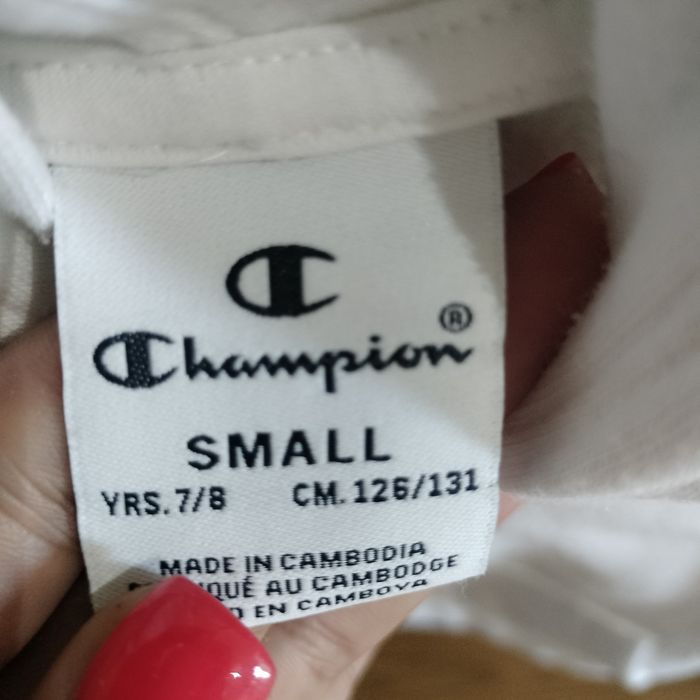 C
Champion®
SMALL
YRS. 7/8 CM. 126/131
MADE IN CAMBODIA
AU CAMBODGE
EN CAMBOYA